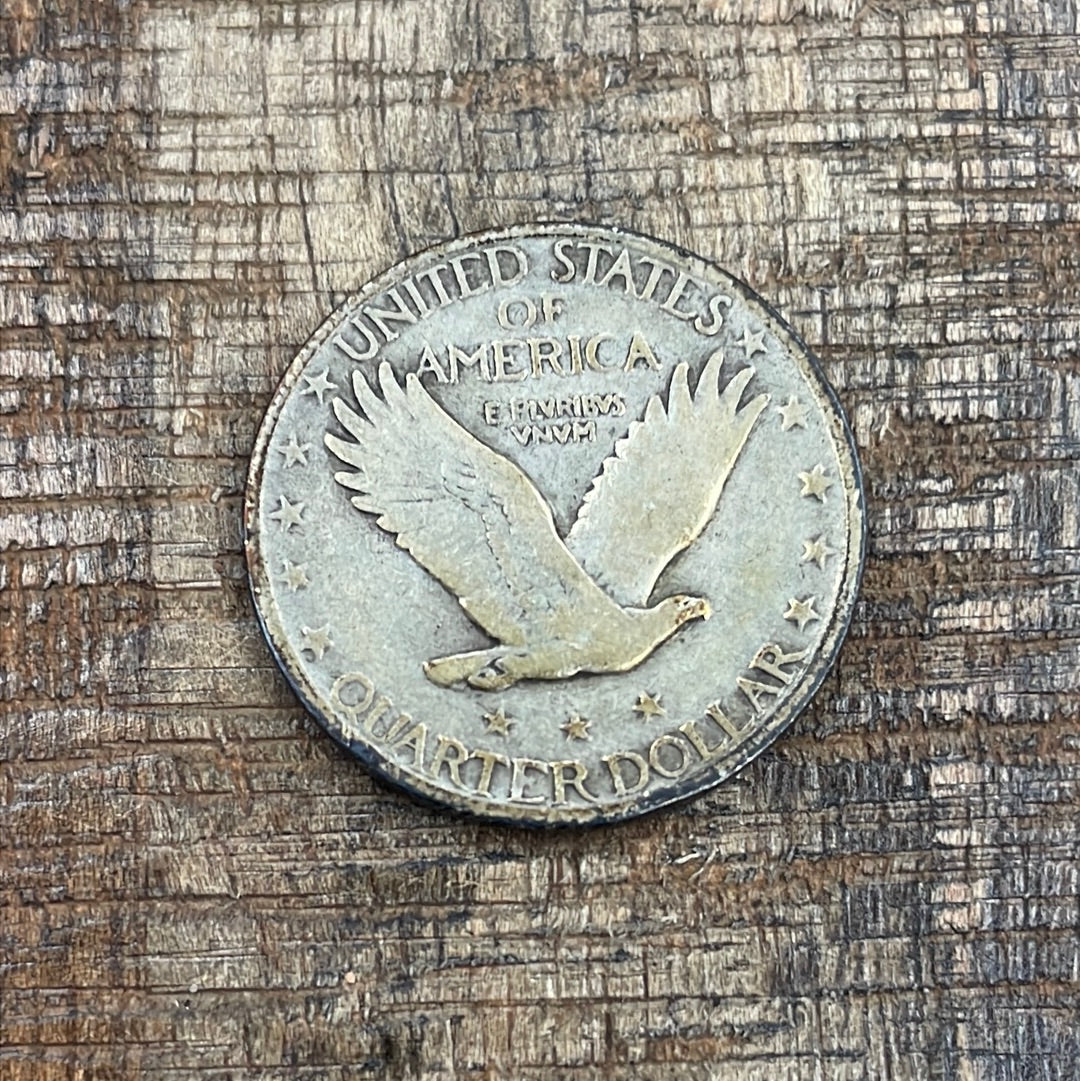 UNITED STATES
OF
AMERICA
E PLVRIBVS
VNVM
QUARTER DOLLAR